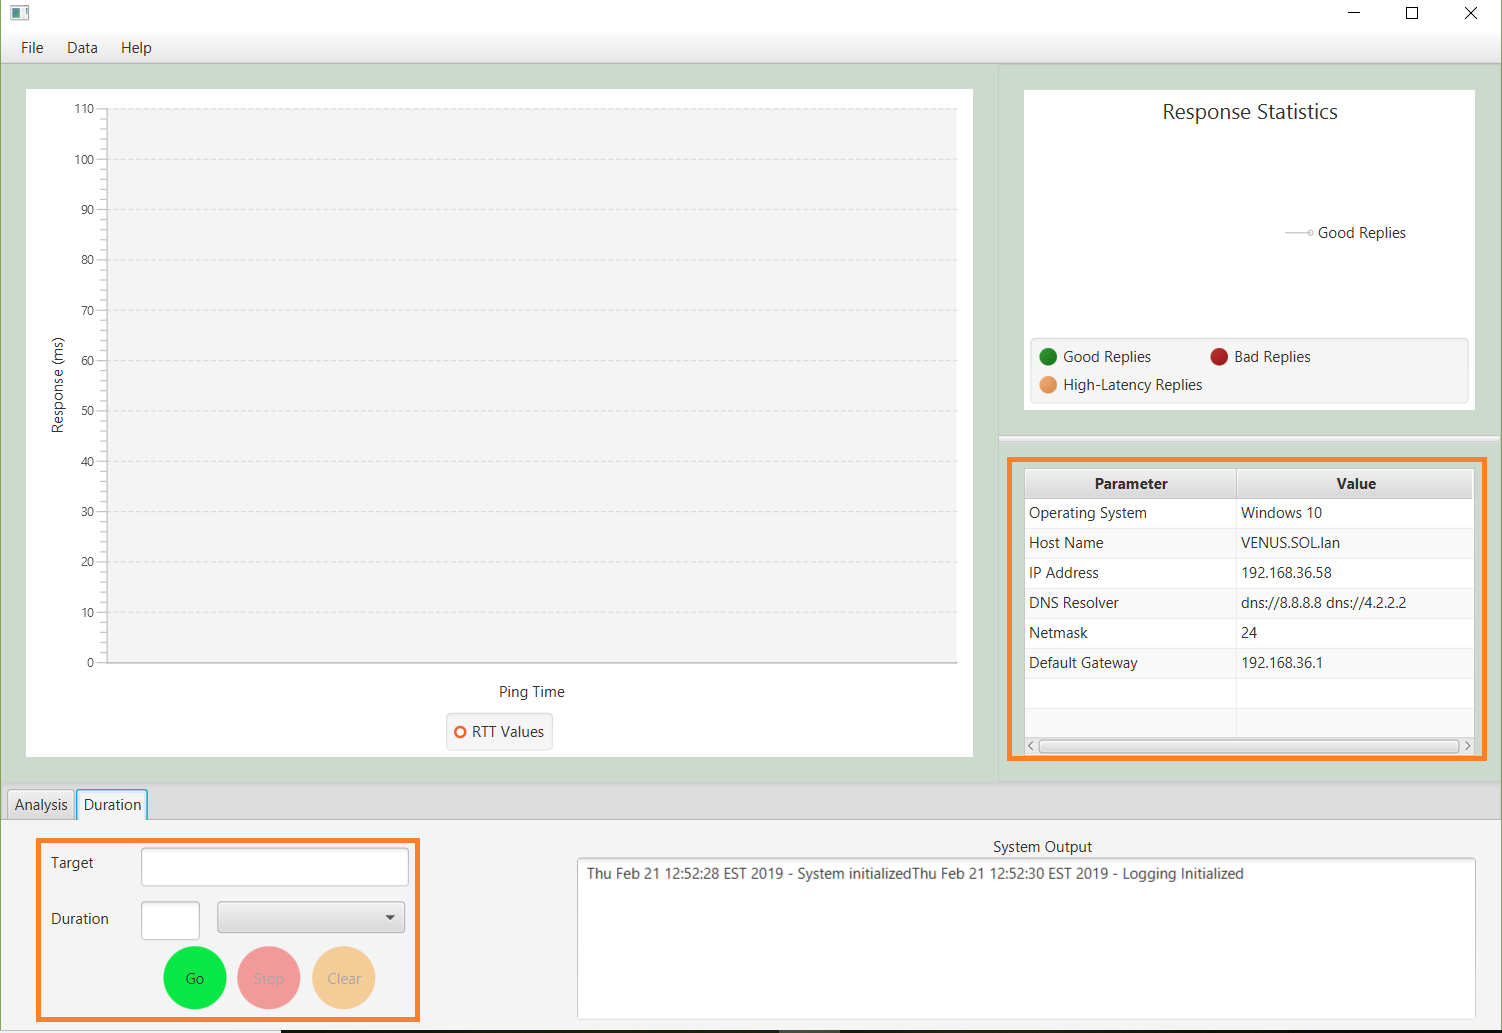 File Data Help
110
100
90
80
70
60
50
40
30
20
10
0
Response (ms)
Ping Time
RTT Values
Response Statistics
Good Replies
Good Replies Bad Replies
High-Latency Replies
Parameter Value
Operating System Windows 10
Host Name VENUS.SOL.lan
IP Address 192.168.36.58
DNS Resolver dns://8.8.8.8 dns://4.2.2.2
Netmask 24
Default Gateway 192.168.36.1
Analysis Duration
Target
Duration
Go Stop Clear
System Output
Thu Feb 21 12:52:28 EST 2019 - System initializedThu Feb 21 12:52:30 EST 2019 - Logging Initialized